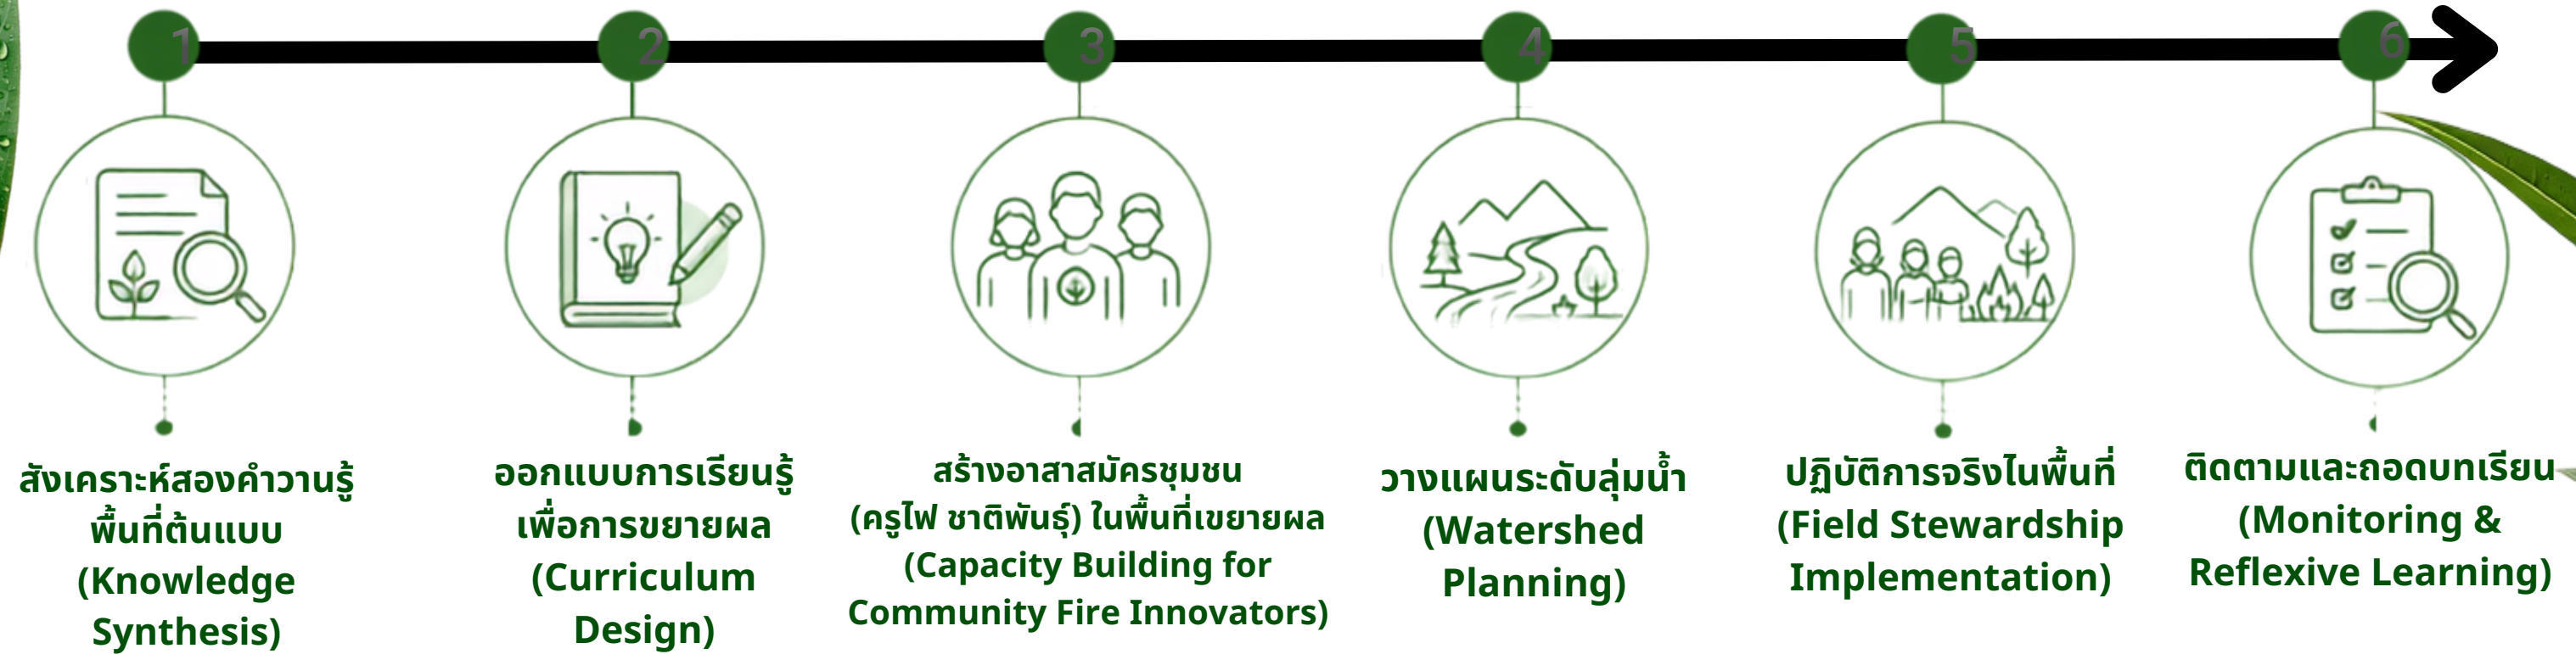 1
2
3
4
5
6
สังเคราะห์สองคำวานรู้
พื้นที่ต้นแบบ
(Knowledge
Synthesis)
ออกแบบการเรียนรู้
เพื่อการขยายผล
(Curriculum
Design)
สร้างอาสาสมัครชุมชน
(ครูไฟ ชาติพันธุ์) ในพื้นที่เขยายผล
(Capacity Building for
Community Fire Innovators)
วางแผนระดับลุ่มน้ำ
(Watershed
Planning)
ปฏิบัติการจริงในพื้นที่
(Field Stewardship
Implementation)
ติดตามและถอดบทเรียน
(Monitoring &
Reflexive Learning)